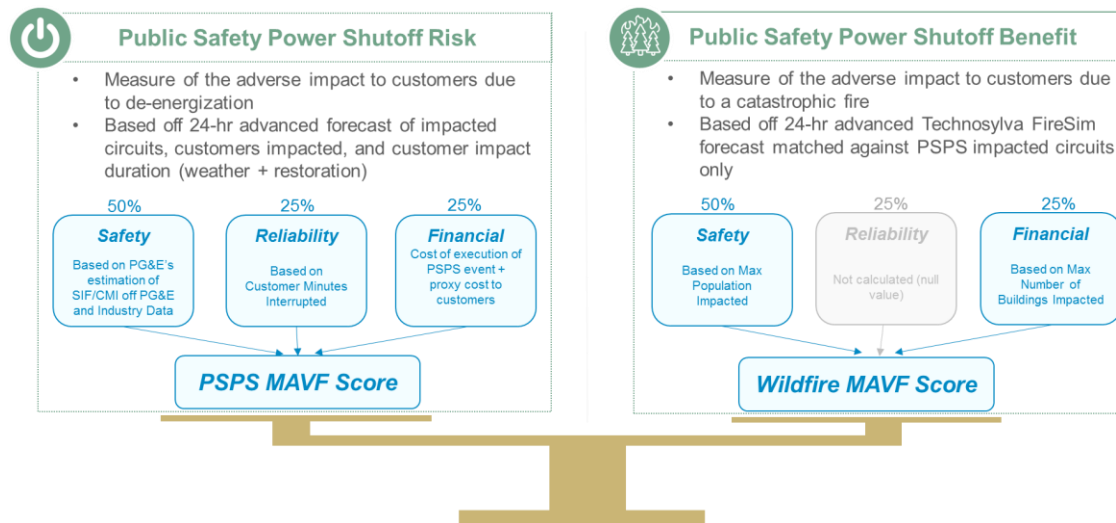 Public Safety Power Shutoff Risk
• Measure of the adverse impact to customers due
to de-energization
• Based off 24-hr advanced forecast of impacted
circuits, customers impacted, and customer impact
duration (weather + restoration)
50%
Safety
Based on PG&E's
estimation of
SIF/CMI off PG&E
and Industry Data
25%
Reliability
Based on
Customer Minutes
Interrupted
25%
Financial
Cost of execution of
PSPS event +
proxy cost to
customers
PSPS MAVF Score
Public Safety Power Shutoff Benefit
• Measure of the adverse impact to customers due
to a catastrophic fire
• Based off 24-hr advanced Technosylva FireSim
forecast matched against PSPS impacted circuits
only
50%
Safety
Based on Max
Population
Impacted
25%
Reliability
Not calculated (null
value)
25%
Financial
Based on Max
Number of
Buildings Impacted
Wildfire MAVF Score